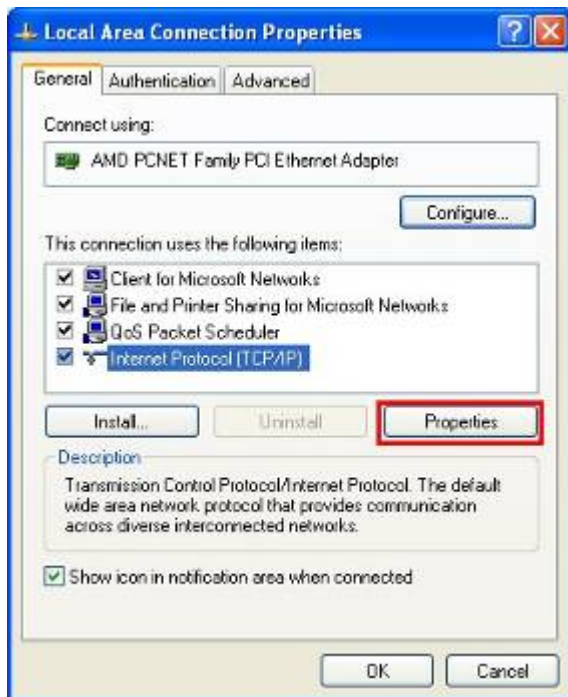 Local Area Connection Properties
General Authentication Advanced
Connect using:
AMD PCNET Family PCI Ethernet Adapter
Configure...
This connection uses the following items:
Client for Microsoft Networks
File and Printer Sharing for Microsoft Networks
QoS Packet Scheduler
Internet Protocol (TCP/IP)
Install... Uninstall Properties
Description
Transmission Control Protocol/Internet Protocol. The default
wide area network protocol that provides communication
across diverse interconnected networks.
Show icon in notification area when connected
OK Cancel